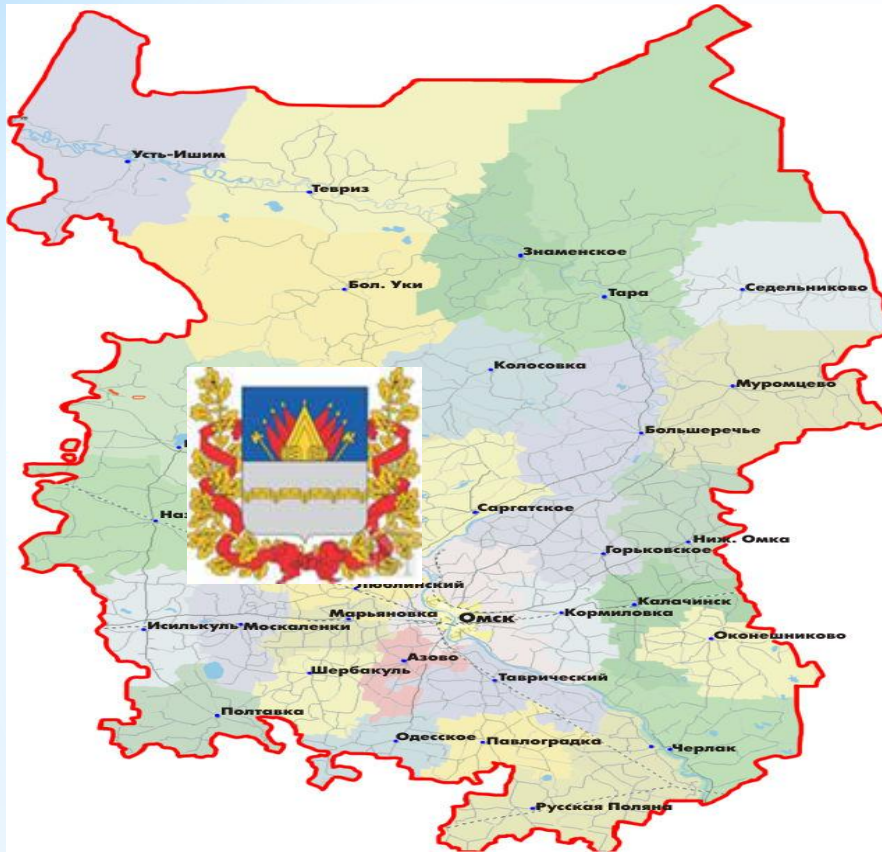 Усть-Ишим
Тевриз
Знаменское
Бол. Уки
Тара
Седельниково
Колосовка
Муромцево
Большеречье
Саргатское
Ниж. Омка
Горьковское
Люблинский
Калачинск
Кормиловка
Марьяновка
Омск
Исилькуль
Москаленки
Оконешниково
Азово
Шербакуль
Таврический
Полтавка
Одесское
Павлоградка
Черлак
Русская Поляна